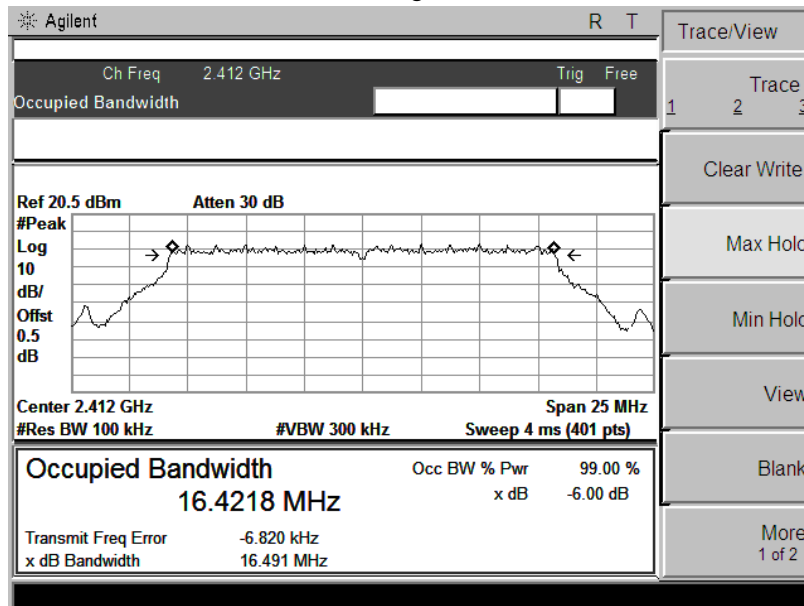 Agilent R T
Trace/View
Ch Freq 2.412 GHz Trig Free
Occupied Bandwidth
Trace
1 2 3
Clear Write
Max Hold
Ref 20.5 dBm Atten 30 dB
#Peak
Log
10
dB/
Offst
0.5
dB
Min Hold
View
Center 2.412 GHz Span 25 MHz
#Res BW 100 kHz #VBW 300 kHz Sweep 4 ms (401 pts)
Occupied Bandwidth
16.4218 MHz
Occ BW % Pwr 99.00 %
x dB -6.00 dB
Transmit Freq Error -6.820 kHz
x dB Bandwidth 16.491 MHz
Blank
More
1 of 2